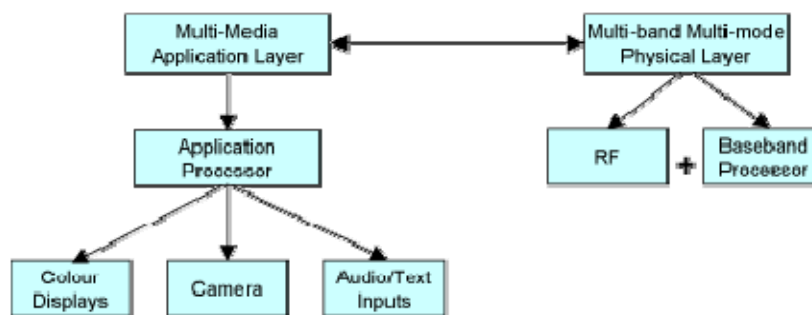 Multi-Media
Application Layer
Multi-band Multi-mode
Physical Layer
Application
Processor
RF
+
Baseband
Processor
Colour
Displays
Camera
Audio/Text
Inputs